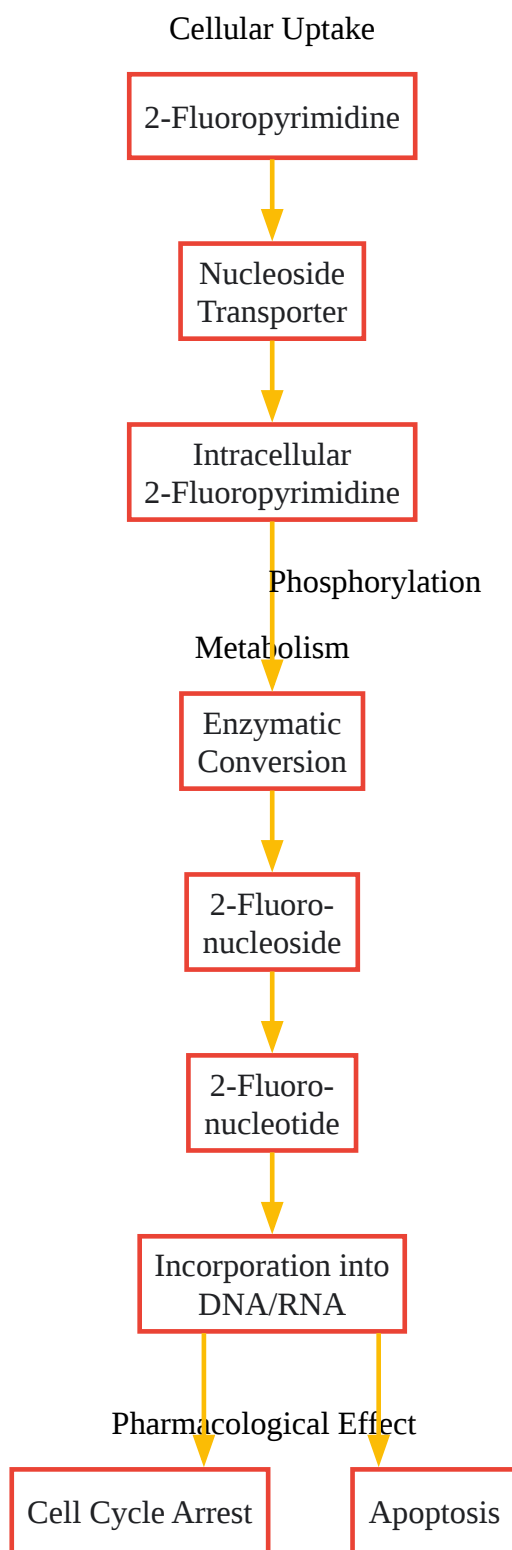 Cellular Uptake
2-Fluoropyrimidine
Nucleoside
Transporter
Intracellular
2-Fluoropyrimidine
Phosphorylation
Metabolism
Enzymatic
Conversion
2-Fluoro-
nucleoside
2-Fluoro-
nucleotide
Incorporation into
DNA/RNA
Pharmacological Effect
Cell Cycle Arrest
Apoptosis